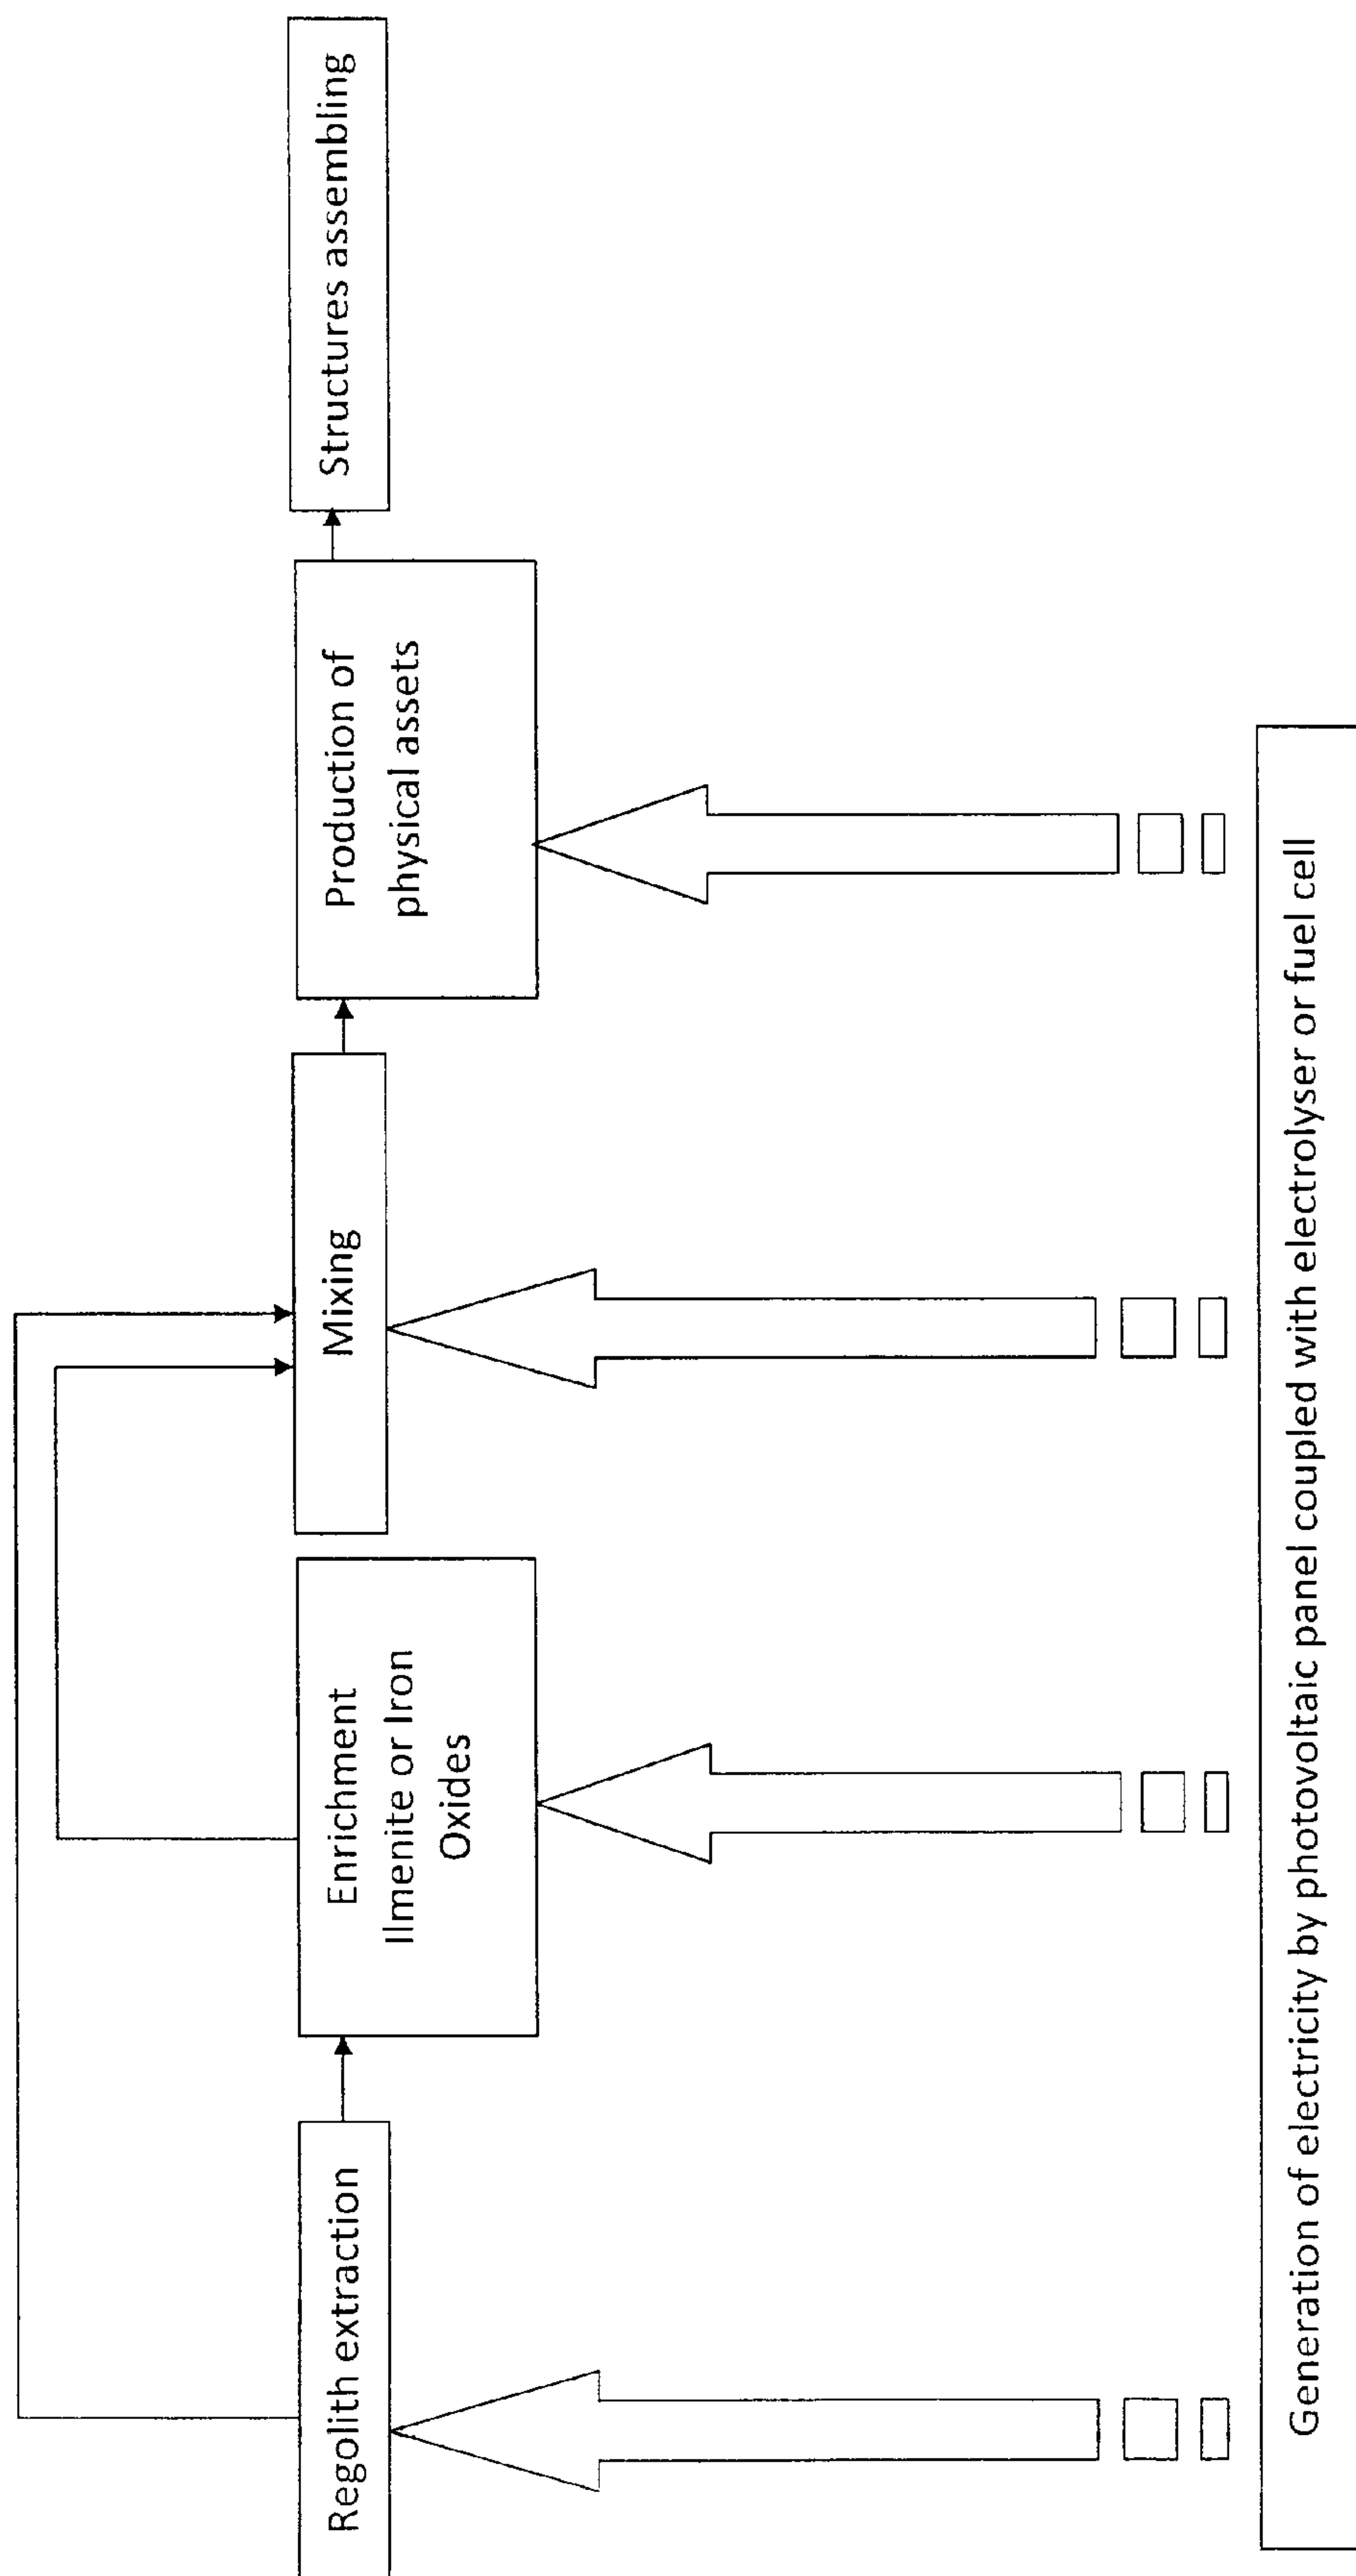 Regolith extraction
Enrichment
Ilmenite or Iron
Oxides
Mixing
Production of
physical assets
Structures assembling
Generation of electricity by photovoltaic panel coupled with electrolyser or fuel cell